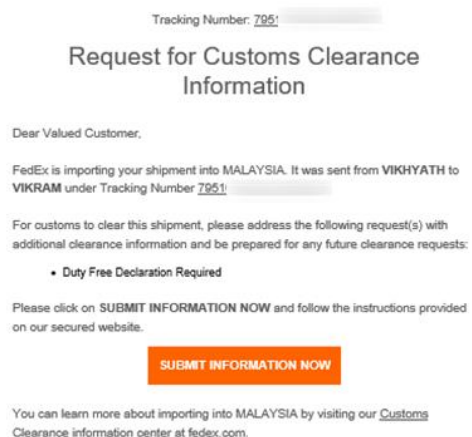 Tracking Number: 7951
Request for Customs Clearance
Information
Dear Valued Customer,
FedEx is importing your shipment into MALAYSIA. It was sent from VIKHYATH to
VIKRAM under Tracking Number 7951
For customs to clear this shipment, please address the following request(s) with
additional clearance information and be prepared for any future clearance requests:
• Duty Free Declaration Required
Please click on SUBMIT INFORMATION NOW and follow the instructions provided
on our secured website.
SUBMIT INFORMATION NOW
You can learn more about importing into MALAYSIA by visiting our Customs
Clearance information center at fedex.com.